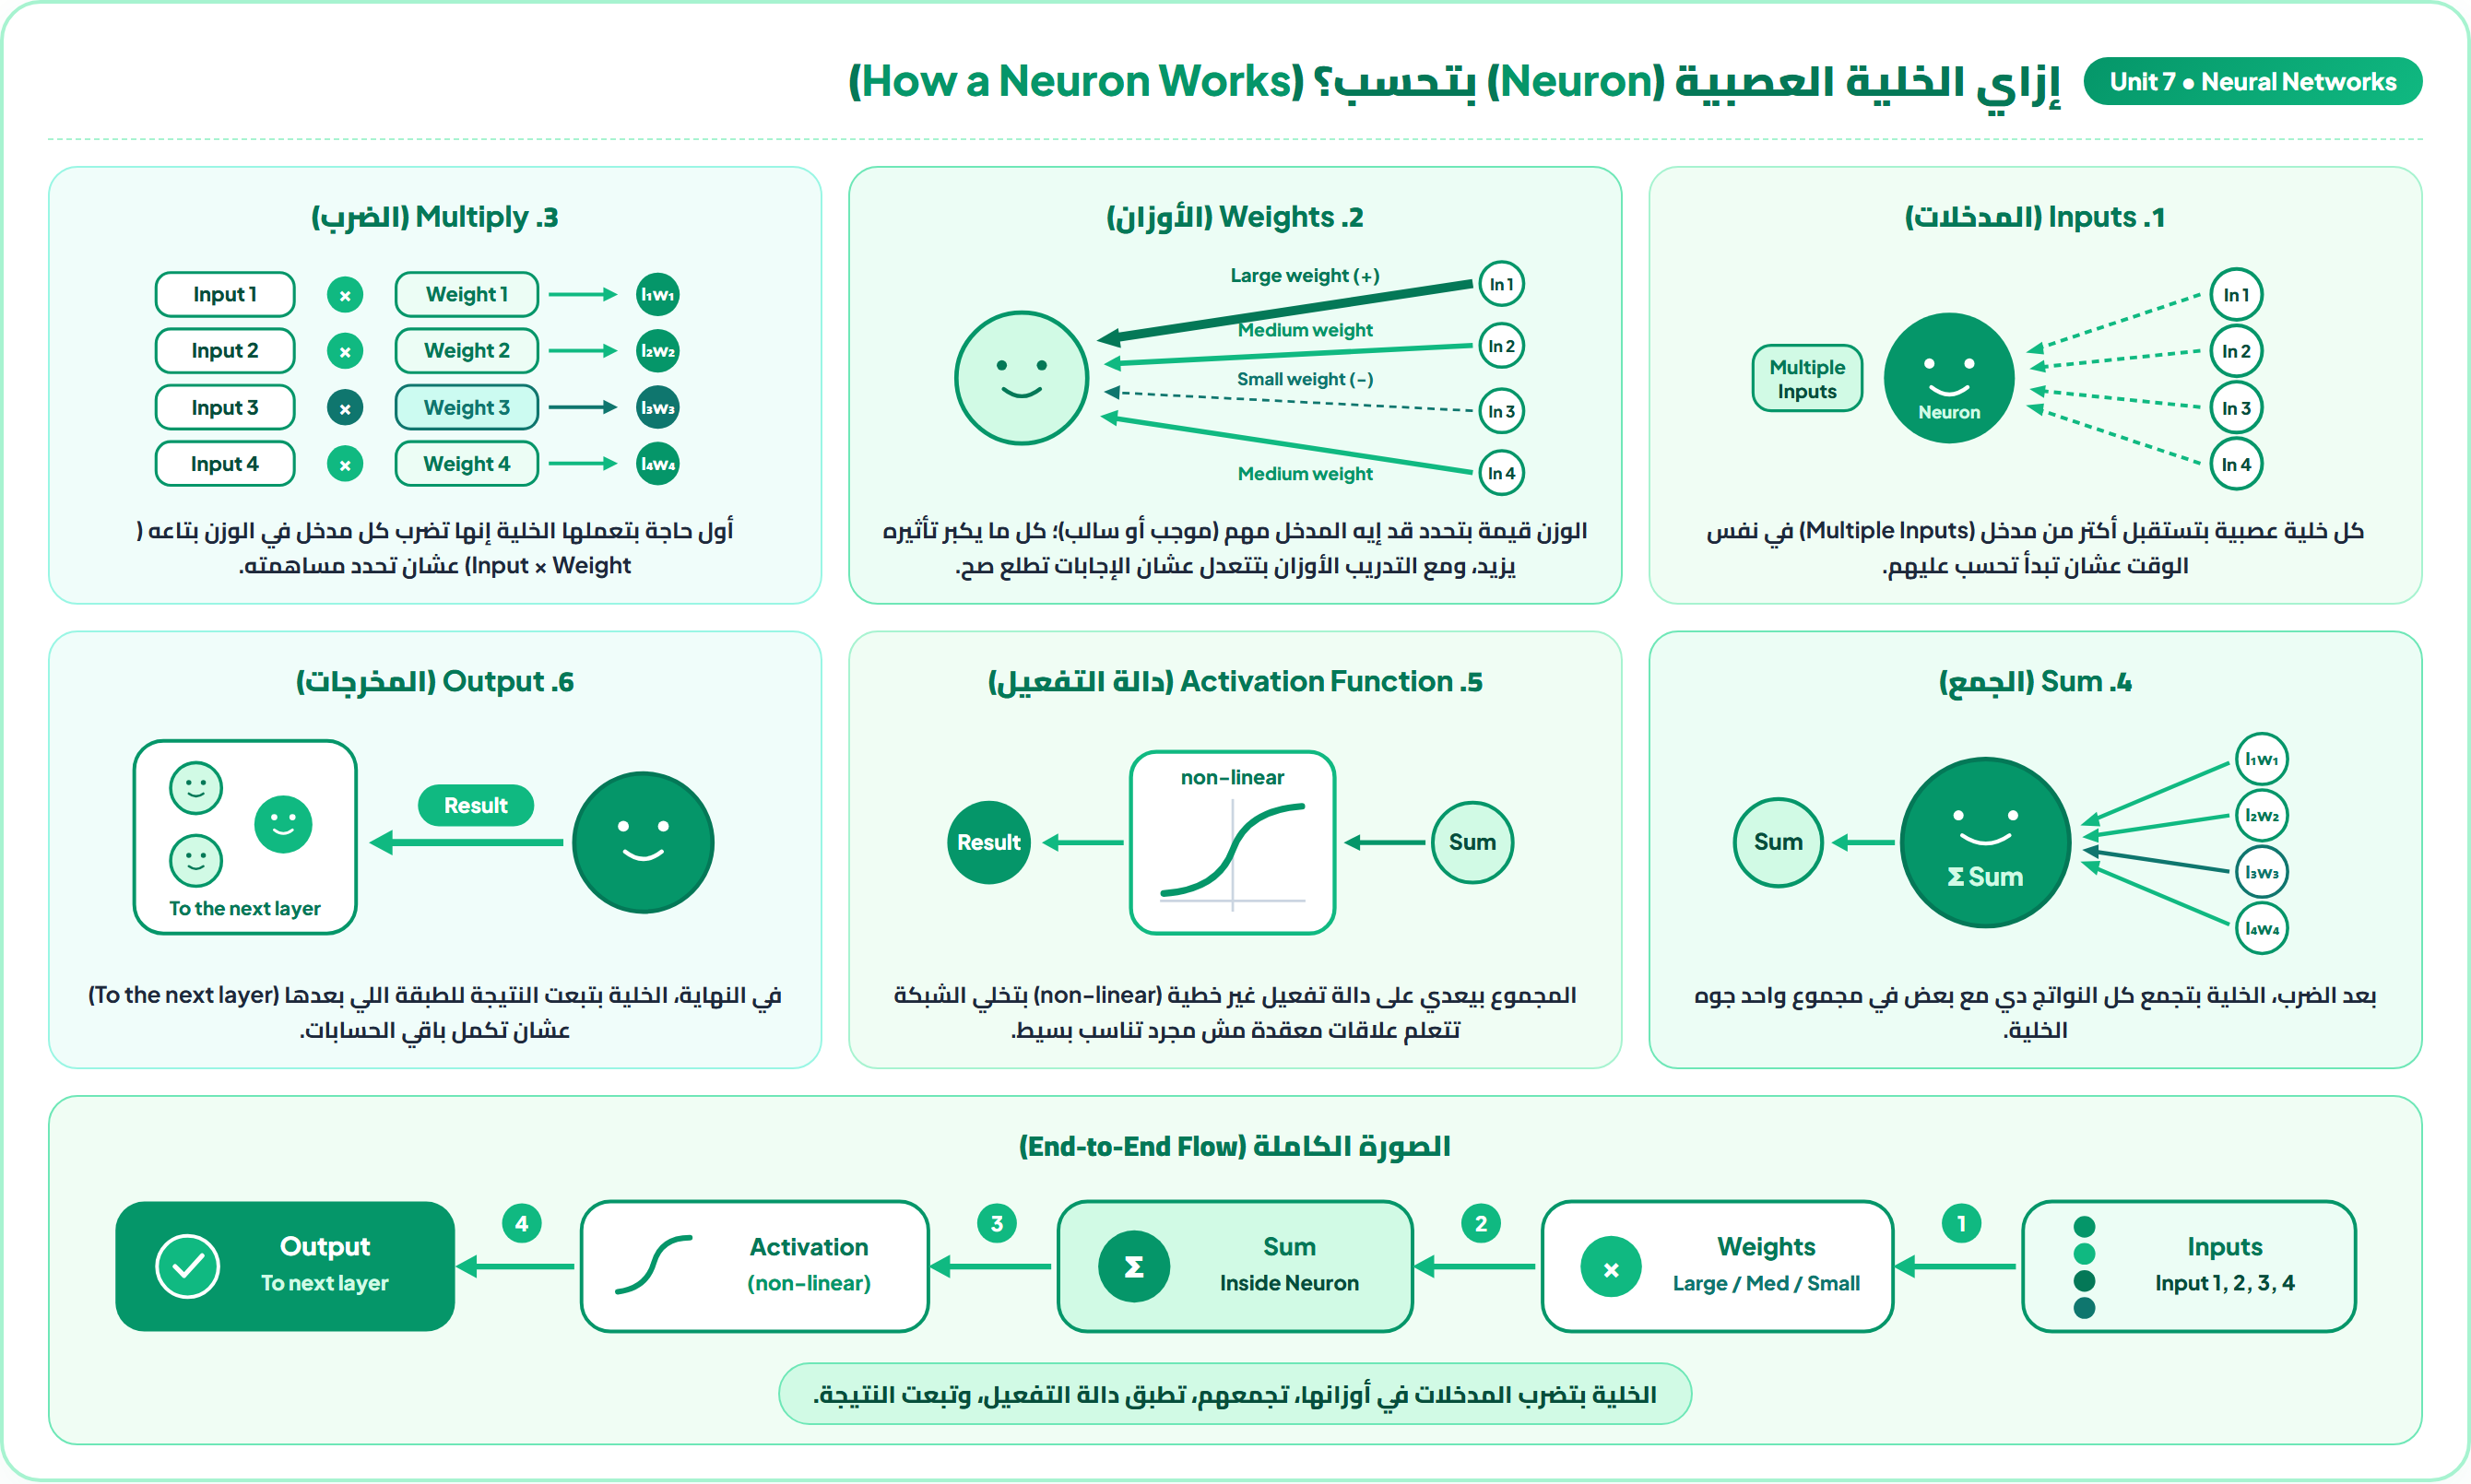 Unit 7 • Neural Networks
إزاي الخلية العصبية (Neuron) بتحسب؟ (How a Neuron Works)
1. Inputs (المدخلات)
In 1
In 2
In 3
In 4
Neuron
Multiple
Inputs
كل خلية عصبية بتستقبل أكتر من مدخل (Multiple Inputs) في نفس
الوقت عشان تبدأ تحسب عليهم.
2. Weights (الأوزان)
Large weight (+)
In 1
Medium weight
In 2
Small weight (-)
In 3
Medium weight
In 4
الوزن قيمة بتحدد قد إيه المدخل مهم (موجب أو سالب)؛ كل ما يكبر تأثيره
يزيد، ومع التدريب الأوزان بتتعدل عشان الإجابات تطلع صح.
3. Multiply (الضرب)
Input 1 × Weight 1 I₁w₁
Input 2 × Weight 2 I₂w₂
Input 3 × Weight 3 I₃w₃
Input 4 × Weight 4 I₄w₄
أول حاجة بتعملها الخلية إنها تضرب كل مدخل في الوزن بتاعه (
Input × Weight) عشان تحدد مساهمته.
4. Sum (الجمع)
I₁w₁
I₂w₂
I₃w₃
I₄w₄
Σ Sum
Sum
بعد الضرب، الخلية بتجمع كل النواتج دي مع بعض في مجموع واحد جوه
الخلية.
5. Activation Function (دالة التفعيل)
Sum
non-linear
Result
المجموع بيعدي على دالة تفعيل غير خطية (non-linear) بتخلي الشبكة
تتعلم علاقات معقدة مش مجرد تناسب بسيط.
6. Output (المخرجات)
Result
To the next layer
في النهاية، الخلية بتبعت النتيجة للطبقة اللي بعدها (To the next layer)
عشان تكمل باقي الحسابات.
الصورة الكاملة (End-to-End Flow)
Inputs
Input 1, 2, 3, 4
1
Weights
Large / Med / Small
×
2
Sum
Inside Neuron
Σ
3
Activation
(non-linear)
4
Output
To next layer
الخلية بتضرب المدخلات في أوزانها، تجمعهم، تطبق دالة التفعيل، وتبعت النتيجة.